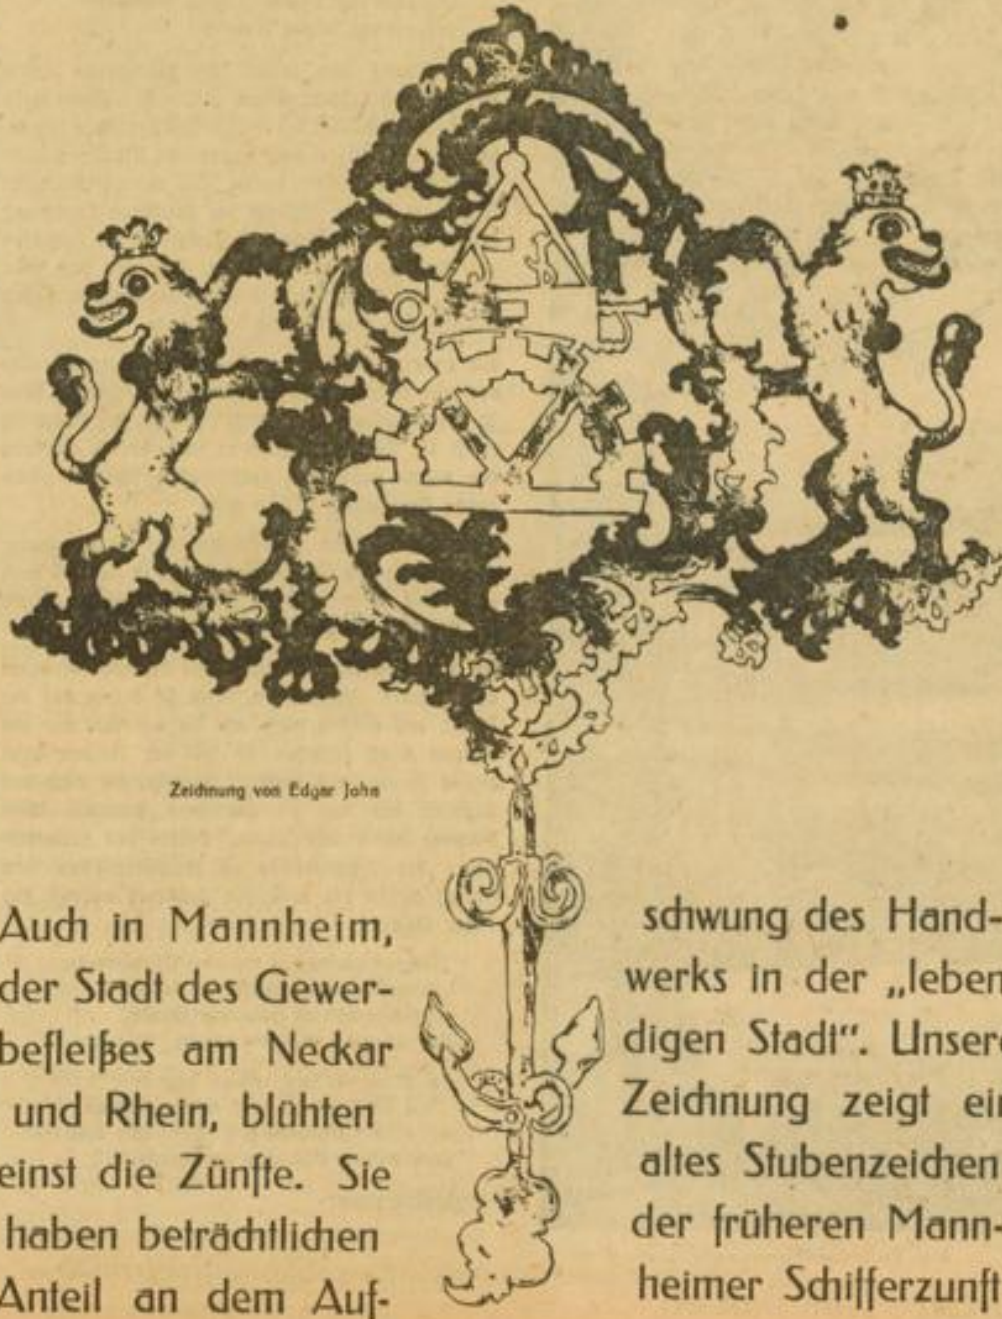 Zeichnung von Edgar John
Auch in Mannheim,
der Stadt des Gewer-
befleißes am Neckar
und Rhein, blühten
einst die Zünfte. Sie
haben beträchtlichen
Anteil an dem Auf-
schwung des Hand-
werks in der „leben
digen Stadt“. Unsere
Zeichnung zeigt ein
altes Stubenzeichen
der früheren Mann-
heimer Schifferzunft